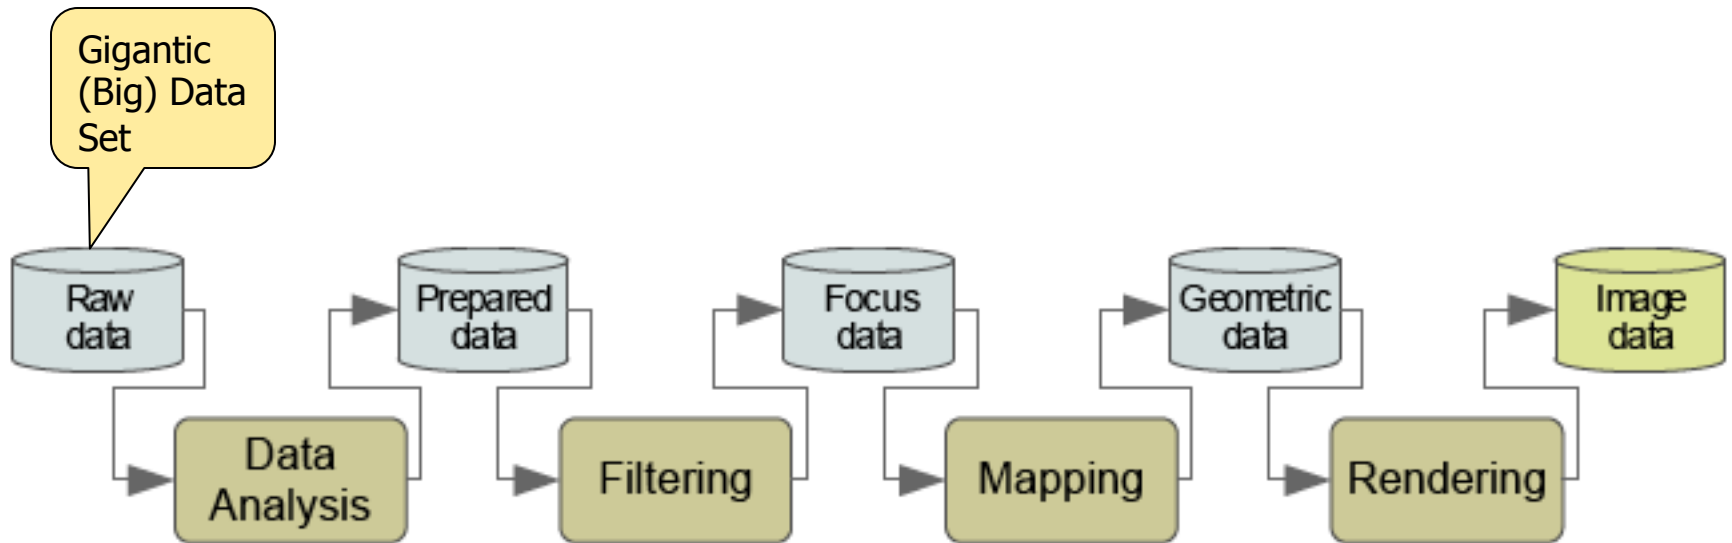 Gigantic
(Big) Data
Set
Raw
data
Prepared
data
Focus
data
Geometric
data
Image
data
Data
Analysis
Filtering
Mapping
Rendering